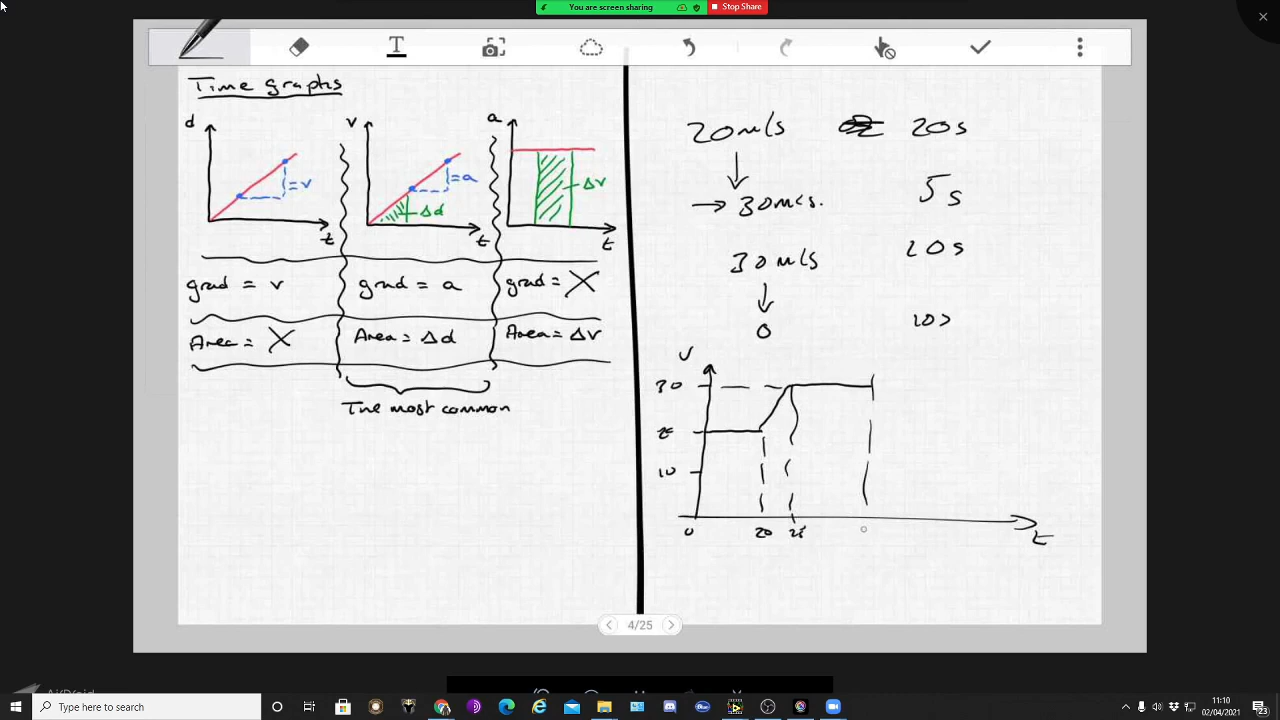 You are screen sharing
Stop Share
T
Time graphs
d
= v
t
v
= a
Δd
t
a
Δv
t
grad = v
grad = a
grad = X
Area = X
Area = Δd
Area = Δv
The most common
20m/s
20s
→ 30m/s.
5s
30 m/s
20s
0
10s
v
30
20
10
0
20
25
t
4/25
AirDroid
Type here to search
11:10
02/04/2021